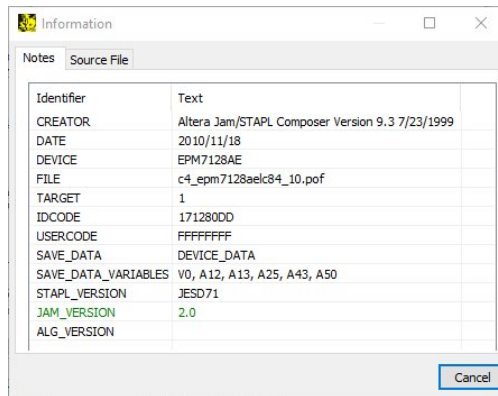 Information
Notes Source File
Identifier Text
CREATOR Altera Jam/STAPL Composer Version 9.3 7/23/1999
DATE 2010/11/18
DEVICE EPM7128AE
FILE c4_epm7128aelc84_10.pof
TARGET 1
IDCODE 171280DD
USERCODE FFFFFFFF
SAVE_DATA DEVICE_DATA
SAVE_DATA_VARIABLES V0, A12, A13, A25, A43, A50
STAPL_VERSION JESD71
JAM_VERSION 2.0
ALG_VERSION
Cancel